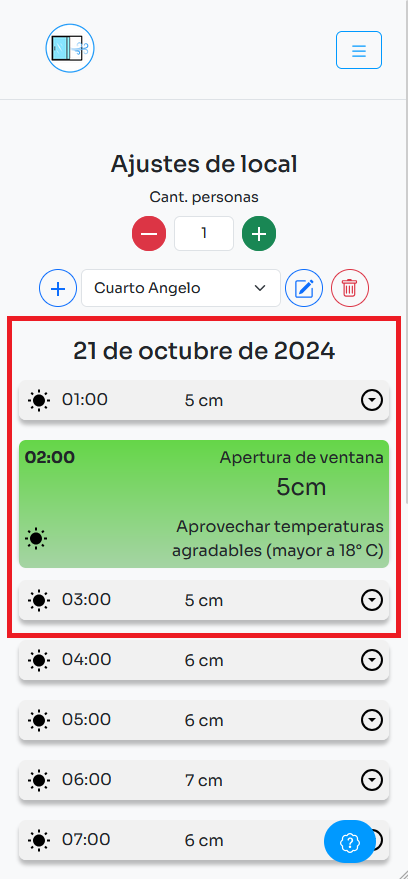 Ajustes de local
Cant. personas
1
Cuarto Angelo
21 de octubre de 2024
01:00 5 cm
02:00 Apertura de ventana
5cm
Aprovechar temperaturas
agradables (mayor a 18° C)
03:00 5 cm
04:00 6 cm
05:00 6 cm
06:00 7 cm
07:00 6 cm